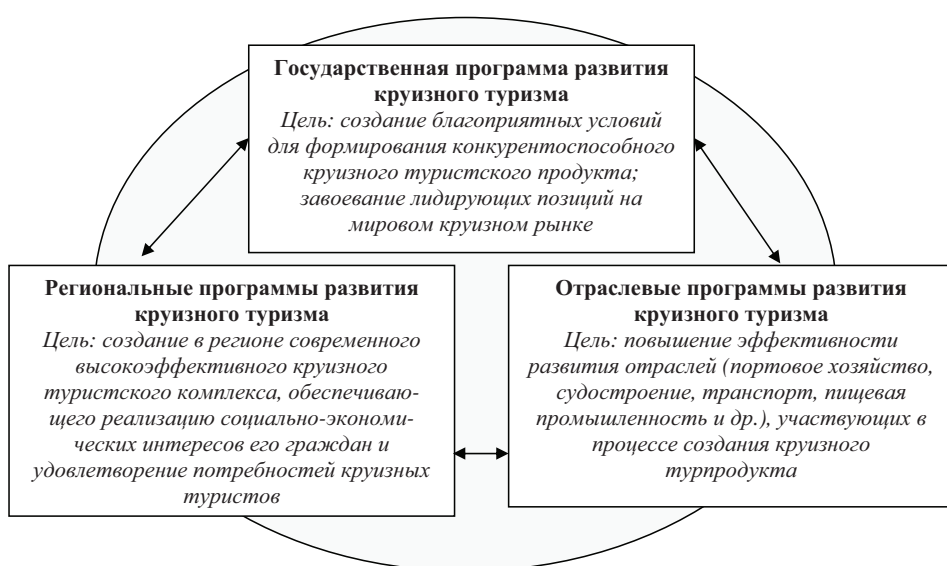 Государственная программа развития
круизного туризма
Цель: создание благоприятных условий
для формирования конкурентоспособного
круизного туристского продукта;
завоевание лидирующих позиций на
мировом круизном рынке
Региональные программы развития
круизного туризма
Цель: создание в регионе современного
высокоэффективного круизного
туристского комплекса, обеспечиваю-
щего реализацию социально-экономи-
ческих интересов его граждан и
удовлетворение потребностей круизных
туристов
Отраслевые программы развития
круизного туризма
Цель: повышение эффективности
развития отраслей (портовое хозяйство,
судостроение, транспорт, пищевая
промышленность и др.), участвующих в
процессе создания круизного
турпродукта